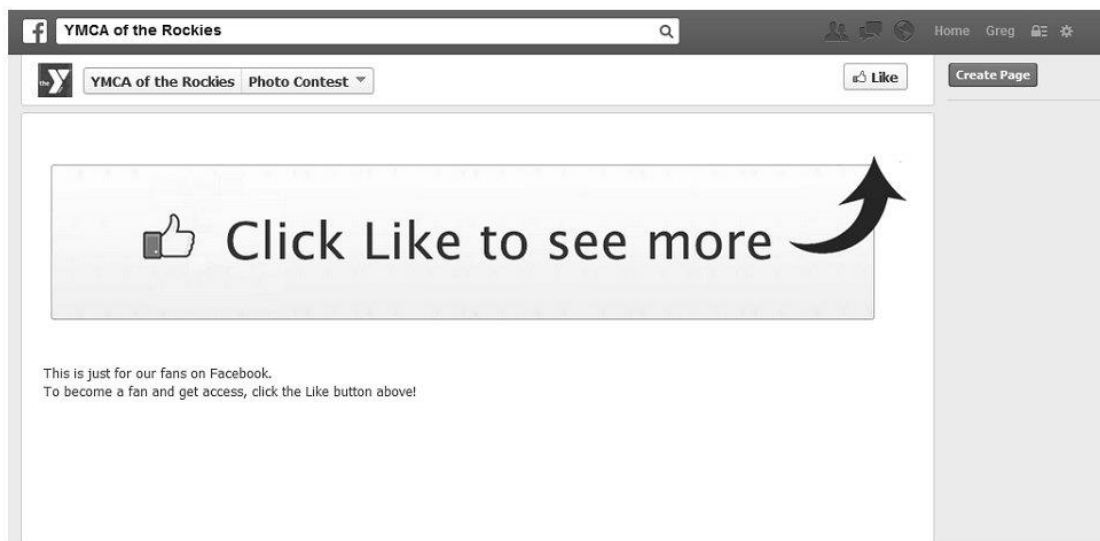 YMCA of the Rockies
Home Greg
the Y YMCA of the Rockies Photo Contest Like
Create Page
Click Like to see more
This is just for our fans on Facebook.
To become a fan and get access, click the Like button above!